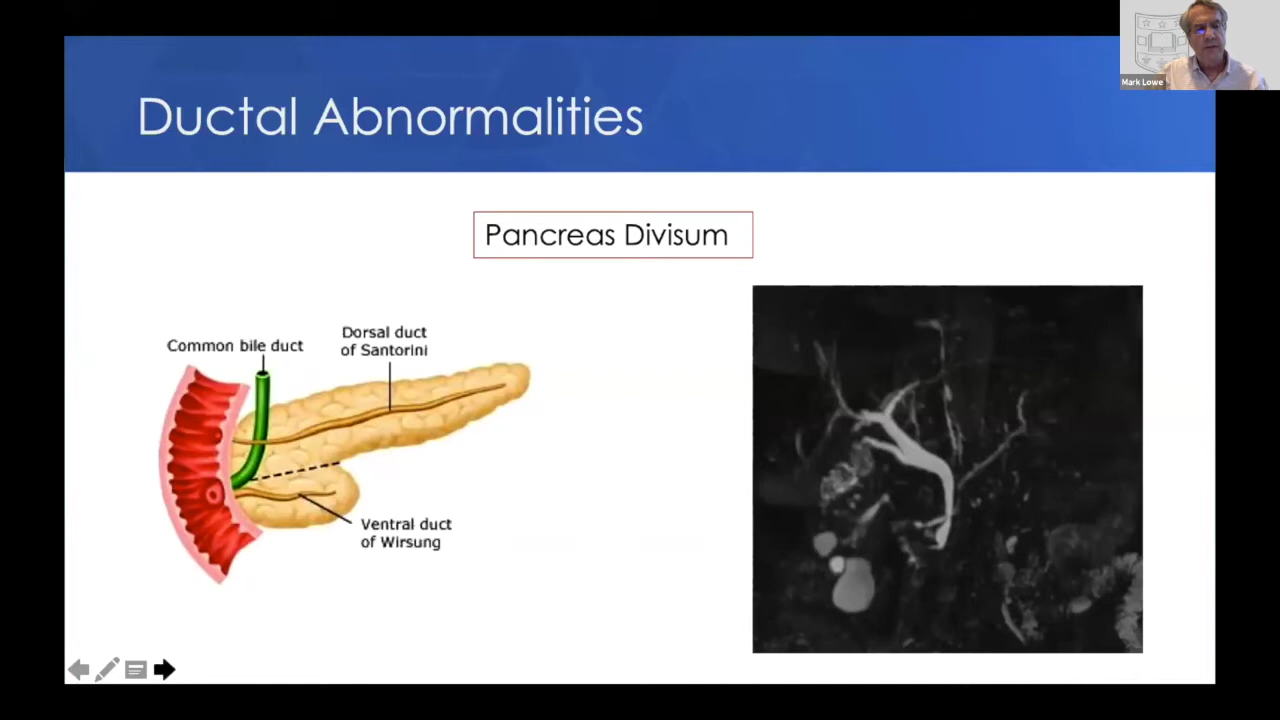 Mark Lowe
Ductal Abnormalities
Pancreas Divisum
Common bile duct
Dorsal duct
of Santorini
Ventral duct
of Wirsung